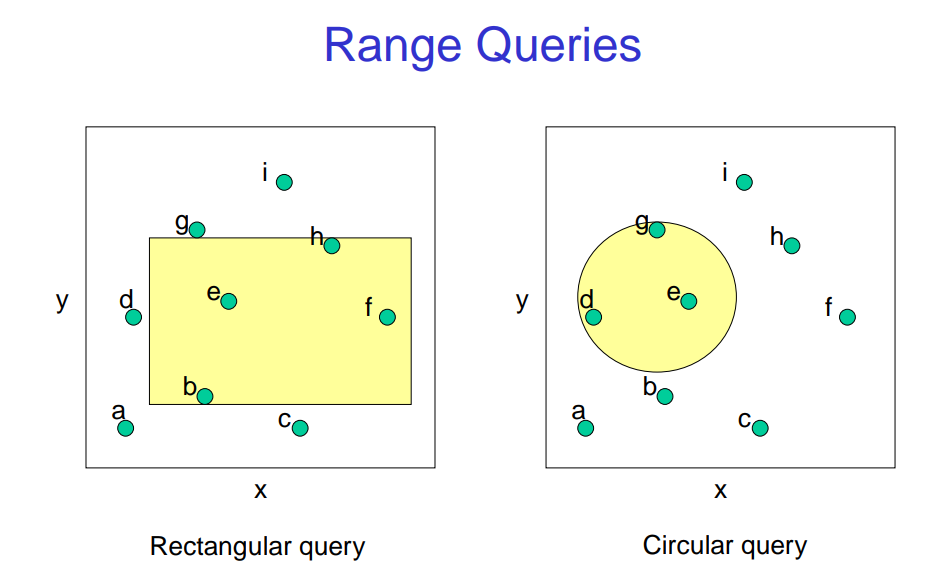 Range Queries
i
g
h
e
d
f
b
a
c
y
x
Rectangular query
i
g
h
e
d
f
b
a
c
y
x
Circular query